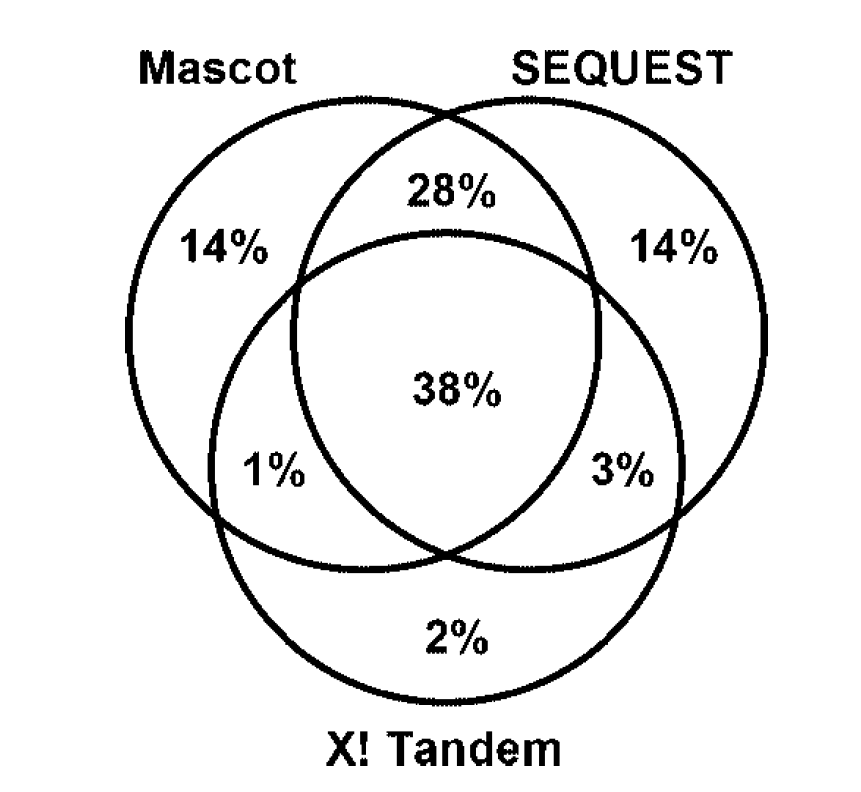 Mascot SEQUEST
28%
14% 14%
38%
1% 3%
2%
X! Tandem